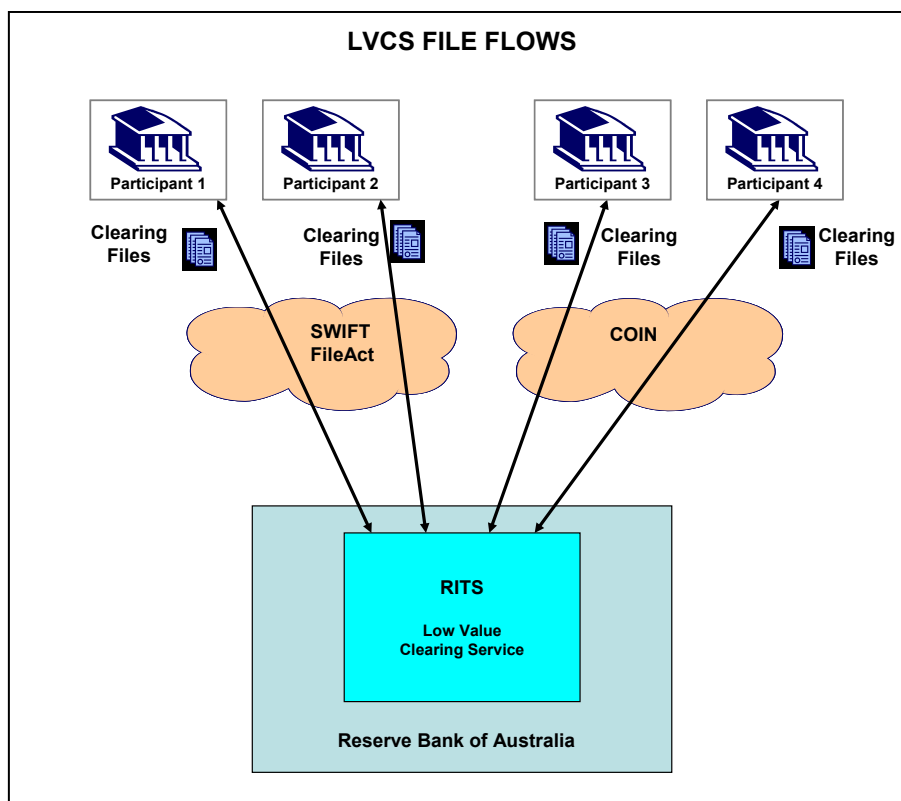 LVCS FILE FLOWS
Participant 1
Participant 2
Participant 3
Participant 4
Clearing
Files
Clearing
Files
Clearing
Files
Clearing
Files
SWIFT
FileAct
COIN
RITS
Low Value
Clearing Service
Reserve Bank of Australia